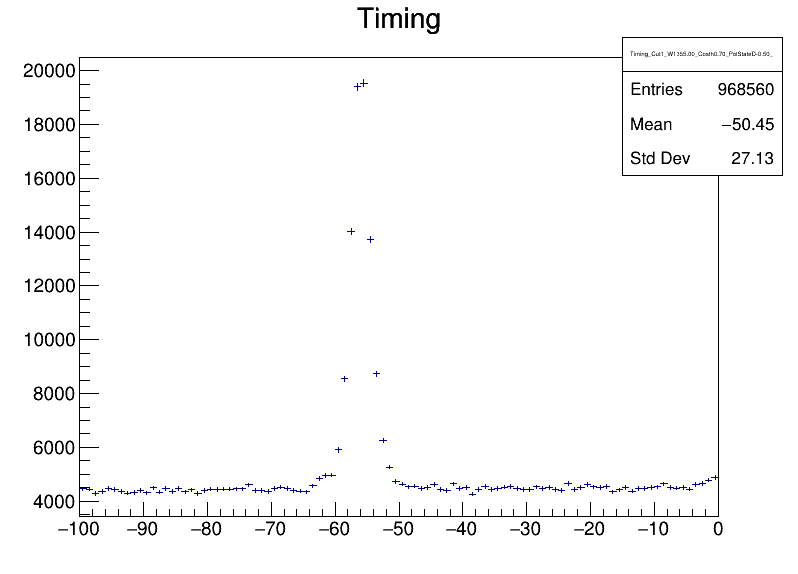 Timing
Timing_Cut1_W1355.00_Costh0.70_PolStateD-0.50_
Entries 968560
Mean −50.45
Std Dev 27.13
20000
18000
16000
14000
12000
10000
8000
6000
4000
−100 −90 −80 −70 −60 −50 −40 −30 −20 −10 0